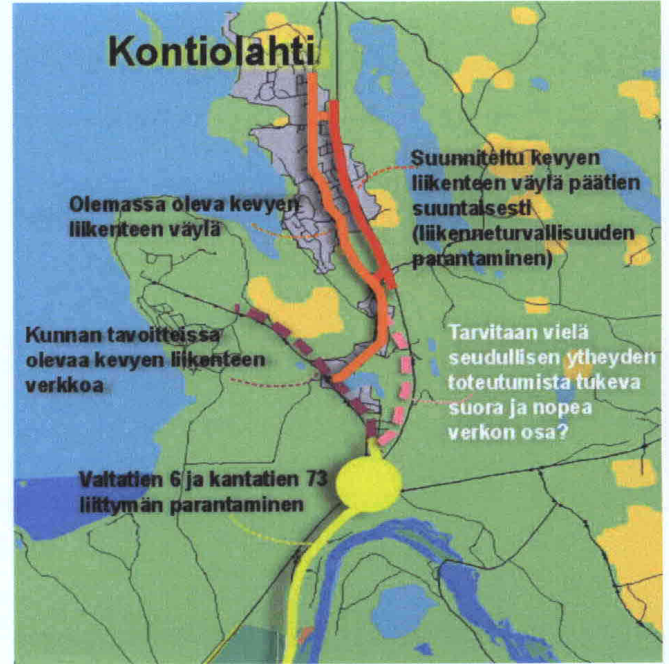 Kontiolahti
Suunniteltu kevyen
liikenteen väylä päätien
suuntaisesti
(liikenneturvallisuuden
parantaminen)
Olemassa oleva kevyen
liikenteen väylä
Kunnan tavoitteissa
olevaa kevyen liikenteen
verkkoa
Tarvitaan vielä
seudullisen ytheyden
toteutumista tukeva
suora ja nopea
verkon osa?
Valtatien 6 ja kantatien 73
liittymän parantaminen